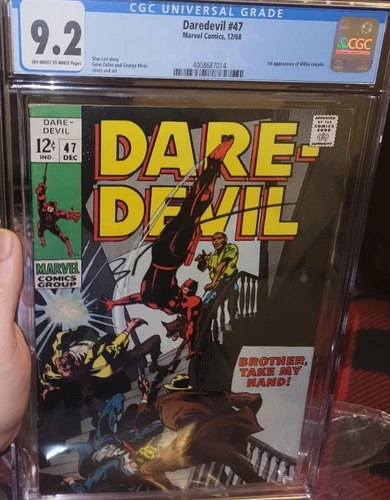 CGC UNIVERSAL GRADE
9.2
OFF-WHITE TO WHITE Pages
Daredevil #47
Marvel Comics, 12/68
Stan Lee story
Gene Colan and George Klein
cover and art
4008687014
1st appearance of Willie Lincoln
CGC
DARE-
DEVIL
12¢
IND.
47
DEC
MARVEL
COMICS
GROUP
APPROVED
BY THE
COMICS
CODE
AUTHORITY
DARE-
DEVIL
BROTHER,
TAKE MY
HAND!